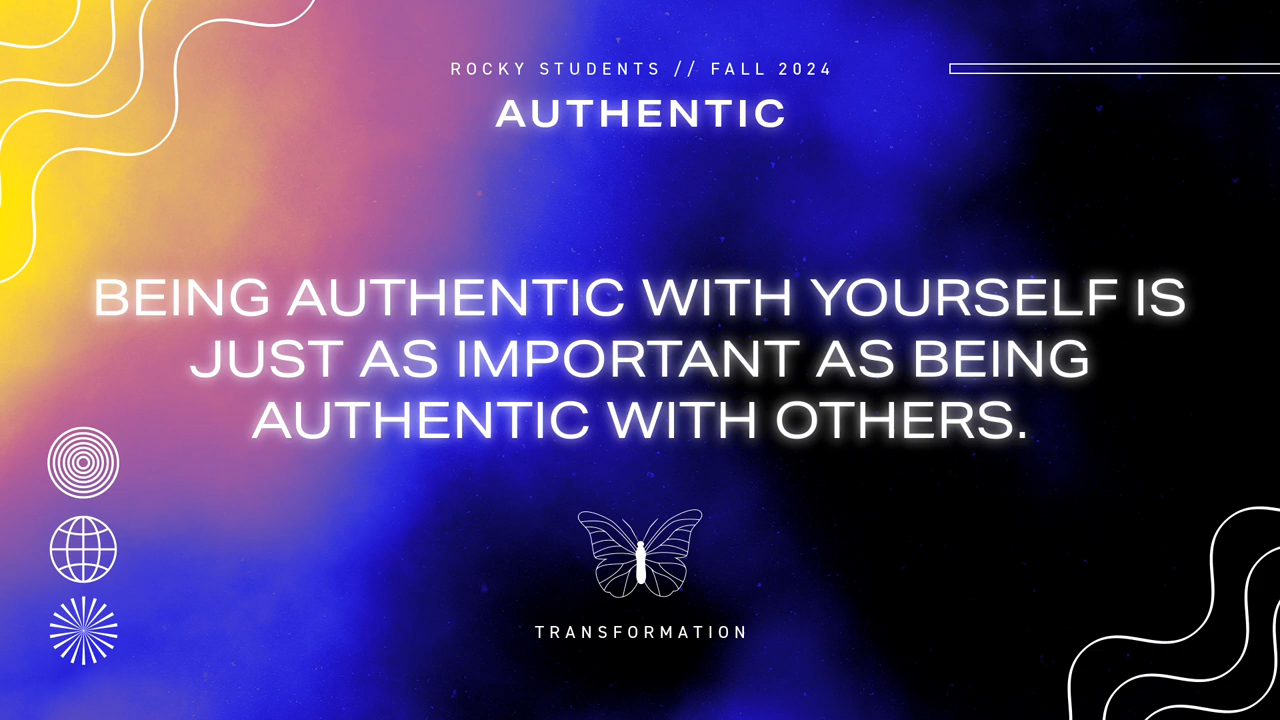 ROCKY STUDENTS // FALL 2024
AUTHENTIC
BEING AUTHENTIC WITH YOURSELF IS
JUST AS IMPORTANT AS BEING
AUTHENTIC WITH OTHERS.
TRANSFORMATION